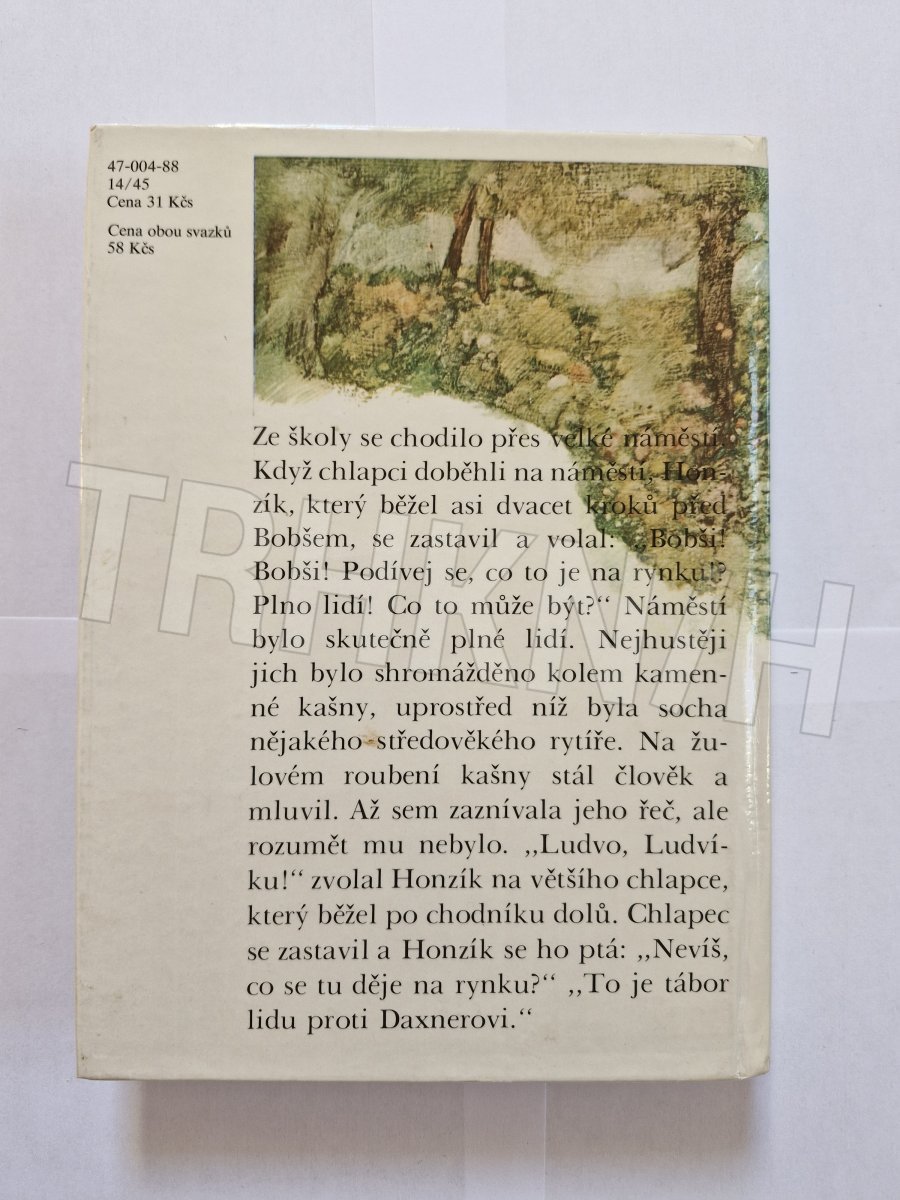 47-004-88
14/45
Cena 31 Kčs
Cena obou svazků
58 Kčs
Ze školy se chodilo přes velké náměstí.
Když chlapci doběhli na náměstí, Hon-
zík, který běžel asi dvacet kroků před
Bobšem, se zastavil a volal: „Bobši!
Bobši! Podívej se, co to je na rynku!?
Plno lidí! Co to může být?“ Náměstí
bylo skutečně plné lidí. Nejhustěji
jich bylo shromážděno kolem kamen-
né kašny, uprostřed níž byla socha
nějakého středověkého rytíře. Na žu-
lovém roubení kašny stál člověk a
mluvil. Až sem zaznívala jeho řeč, ale
rozumět mu nebylo. „Ludvo, Ludví-
ku!“ zvolal Honzík na většího chlapce,
který běžel po chodníku dolů. Chlapec
se zastavil a Honzík se ho ptá: „Nevíš,
co se tu děje na rynku?“ „To je tábor
lidu proti Daxnerovi.“
TRHKNIH